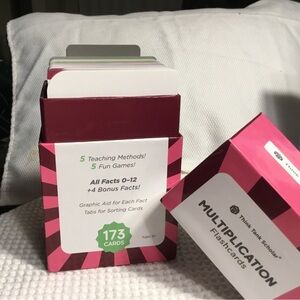 5 Teaching Methods!
5 Fun Games!
All Facts 0-12
+4 Bonus Facts!
Graphic Aid for Each Fact
Tabs for Sorting Cards
173
CARDS
Think Tank Scholar
MULTIPLICATION
Flashcards